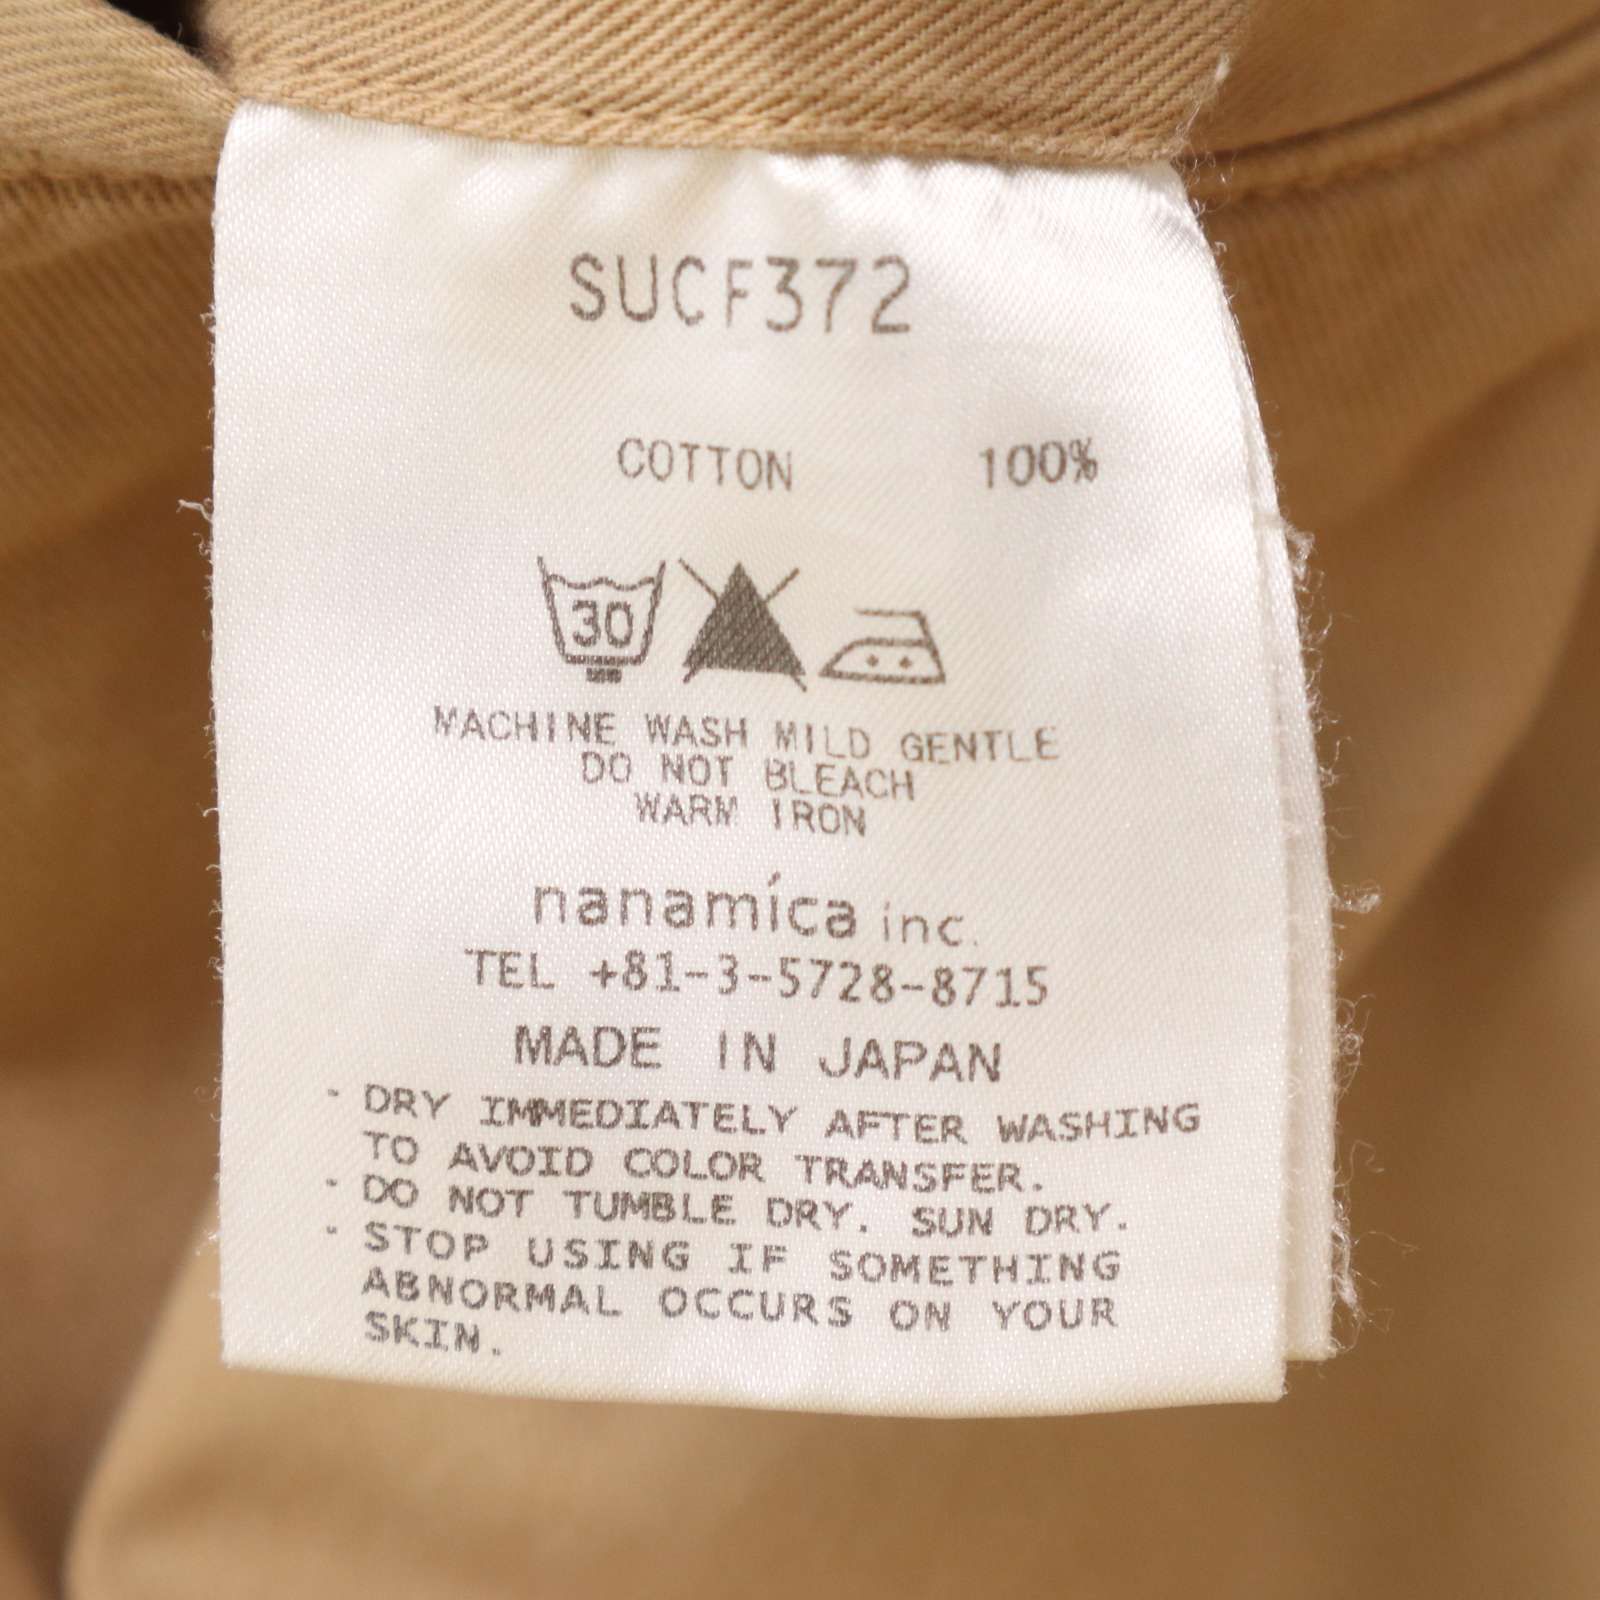 SUCF372
COTTON 100%
30
MACHINE WASH MILD GENTLE
DO NOT BLEACH
WARM IRON
nanamíca inc.
TEL +81-3-5728-8715
MADE IN JAPAN
- DRY IMMEDIATELY AFTER WASHING
TO AVOID COLOR TRANSFER.
- DO NOT TUMBLE DRY. SUN DRY.
- STOP USING IF SOMETHING
ABNORMAL OCCURS ON YOUR
SKIN.